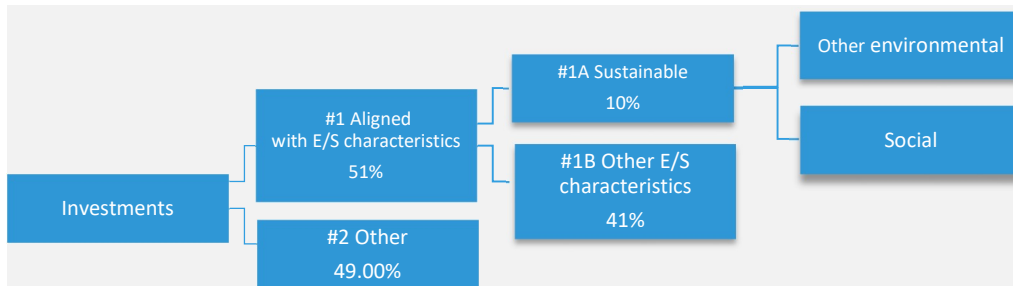 Investments
#1 Aligned
with E/S characteristics
51%
#2 Other
49.00%
#1A Sustainable
10%
#1B Other E/S
characteristics
41%
Other environmental
Social